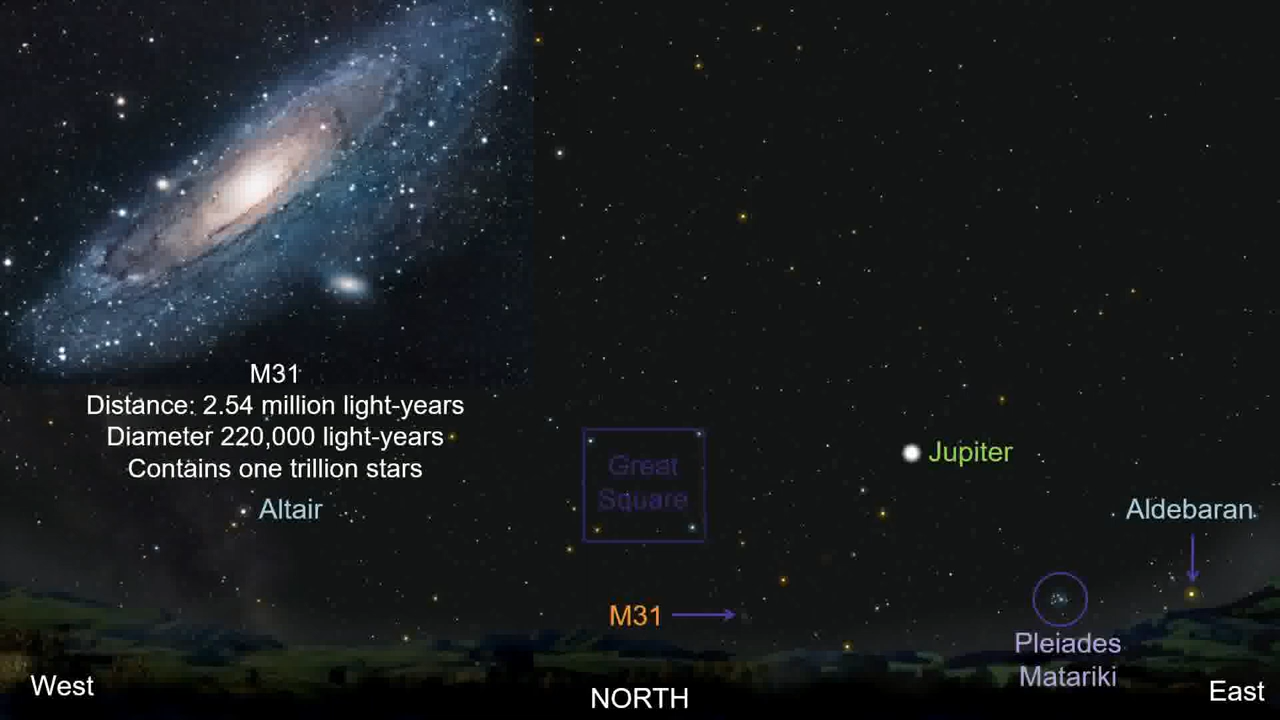 M31
Distance: 2.54 million light-years
Diameter 220,000 light-years
Contains one trillion stars
Great
Square
Jupiter
Altair
Aldebaran
M31
Pleiades
Matariki
West
NORTH
East